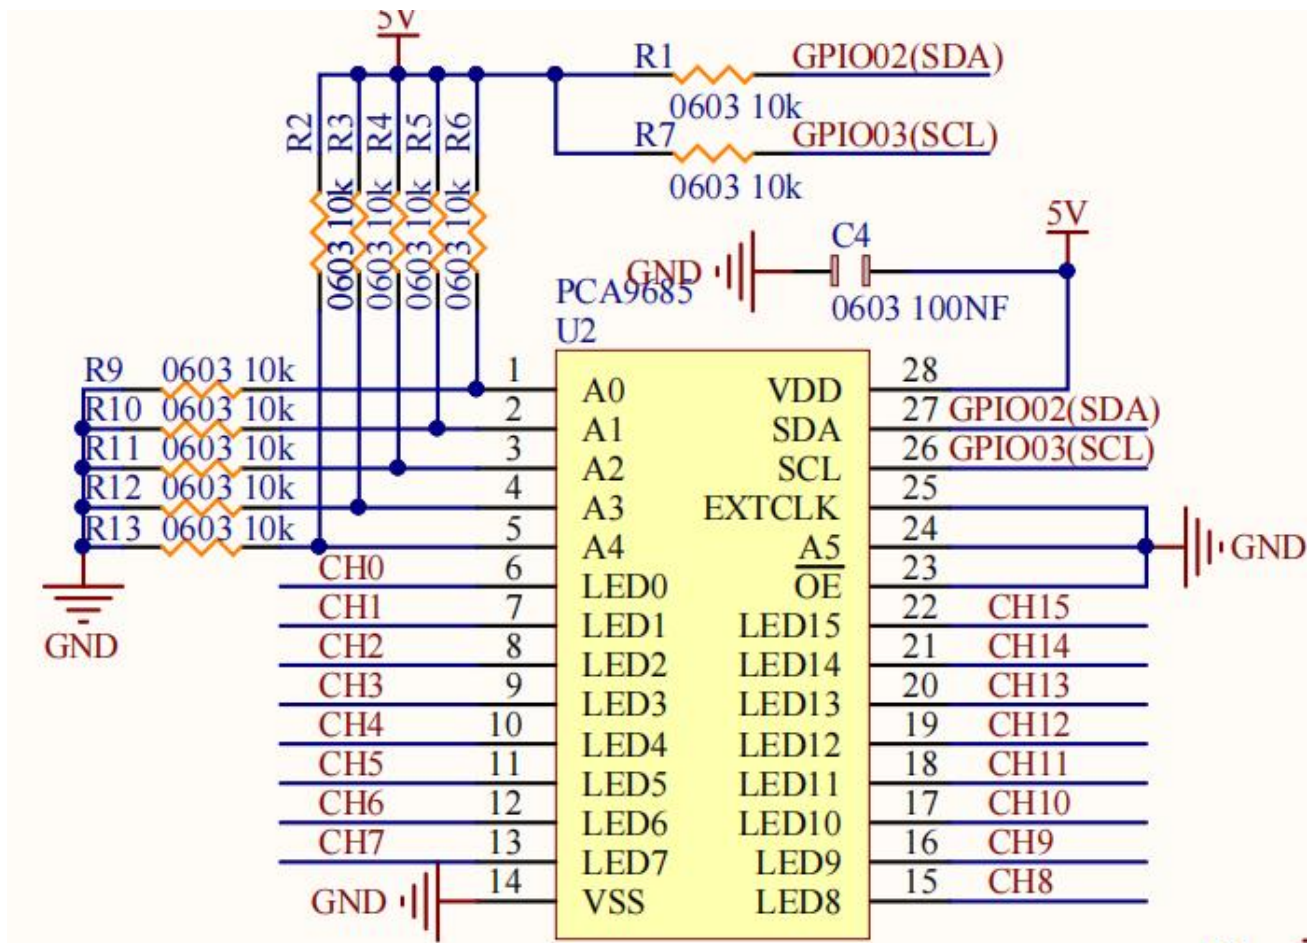 5V
R1
GPIO02(SDA)
0603 10k
R7
GPIO03(SCL)
0603 10k
R2
R3
R4
R5
R6
0603 10k
0603 10k
0603 10k
0603 10k
0603 10k
5V
C4
GND
0603 100NF
PCA9685
U2
R9 0603 10k 1 A0 VDD 28
R10 0603 10k 2 A1 SDA 27 GPIO02(SDA)
R11 0603 10k 3 A2 SCL 26 GPIO03(SCL)
R12 0603 10k 4 A3 EXTCLK 25
R13 0603 10k 5 A4 A5 24 GND
CH0 6 LED0 OE 23
CH1 7 LED1 LED15 22 CH15
GND
CH2 8 LED2 LED14 21 CH14
CH3 9 LED3 LED13 20 CH13
CH4 10 LED4 LED12 19 CH12
CH5 11 LED5 LED11 18 CH11
CH6 12 LED6 LED10 17 CH10
CH7 13 LED7 LED9 16 CH9
GND 14 VSS LED8 15 CH8